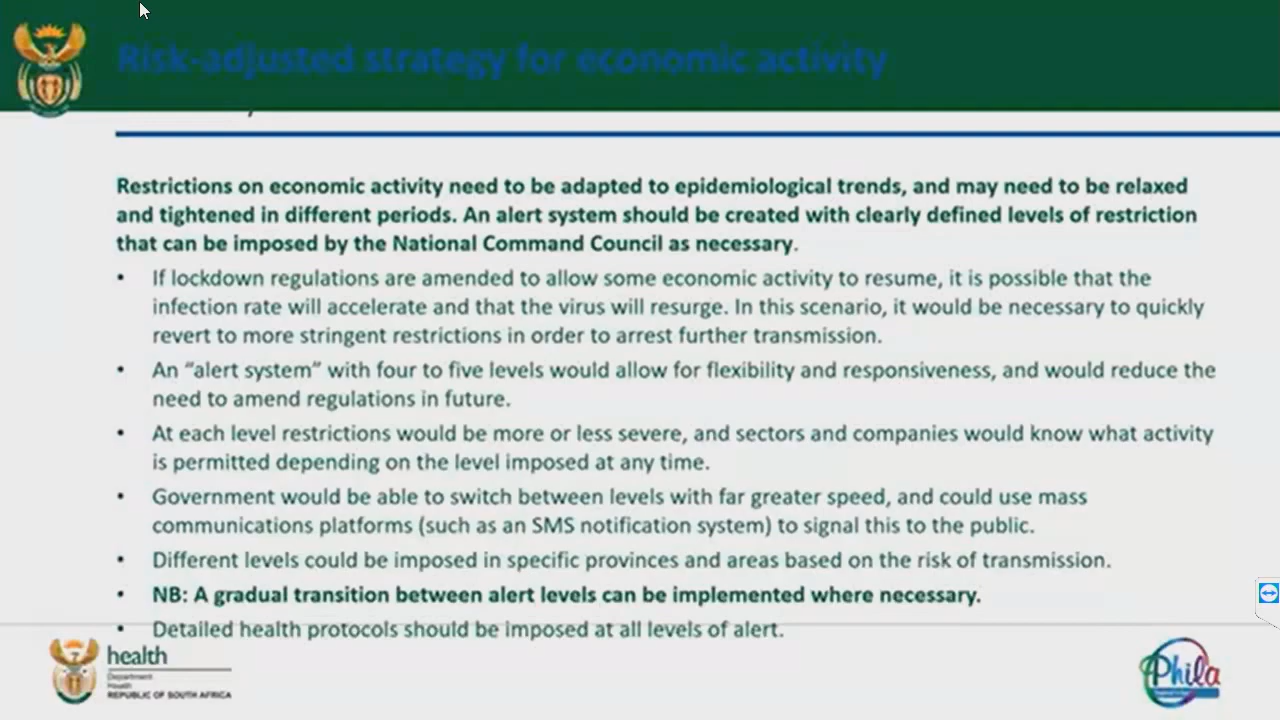 Risk-adjusted strategy for economic activity
Restrictions on economic activity need to be adapted to epidemiological trends, and may need to be relaxed
and tightened in different periods. An alert system should be created with clearly defined levels of restriction
that can be imposed by the National Command Council as necessary.
• If lockdown regulations are amended to allow some economic activity to resume, it is possible that the
infection rate will accelerate and that the virus will resurge. In this scenario, it would be necessary to quickly
revert to more stringent restrictions in order to arrest further transmission.
• An “alert system” with four to five levels would allow for flexibility and responsiveness, and would reduce the
need to amend regulations in future.
• At each level restrictions would be more or less severe, and sectors and companies would know what activity
is permitted depending on the level imposed at any time.
• Government would be able to switch between levels with far greater speed, and could use mass
communications platforms (such as an SMS notification system) to signal this to the public.
• Different levels could be imposed in specific provinces and areas based on the risk of transmission.
• NB: A gradual transition between alert levels can be implemented where necessary.
• Detailed health protocols should be imposed at all levels of alert.
health
Department:
Health
REPUBLIC OF SOUTH AFRICA
Phila